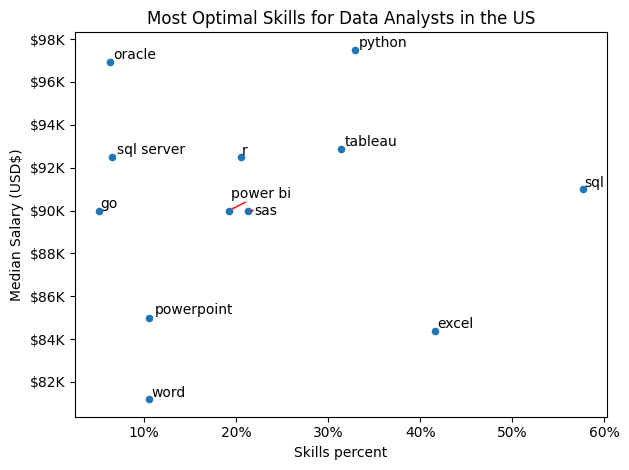 Most Optimal Skills for Data Analysts in the US
$98K
$96K
$94K
$92K
$90K
$88K
$86K
$84K
$82K
Median Salary (USD$)
python
oracle
tableau
sql server
r
sql
power bi
go
sas
powerpoint
excel
word
10%
20%
30%
40%
50%
60%
Skills percent